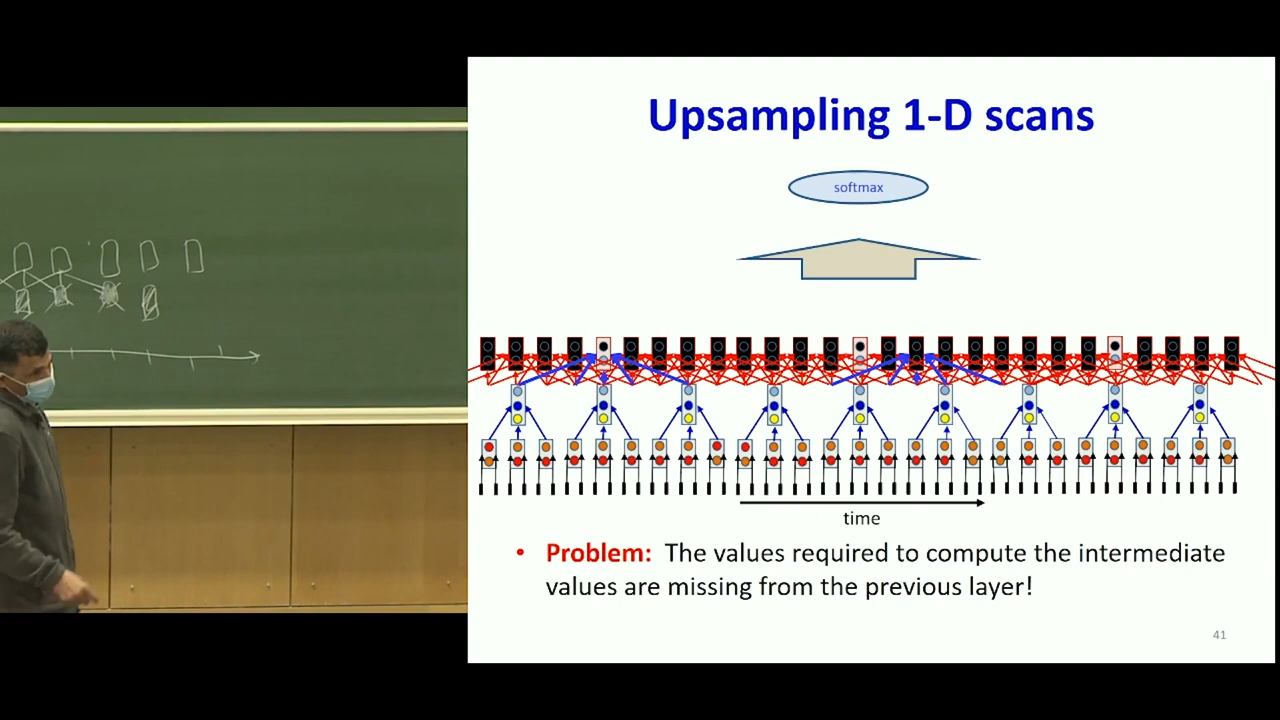 Upsampling 1-D scans
softmax
time
• Problem: The values required to compute the intermediate
values are missing from the previous layer!
41